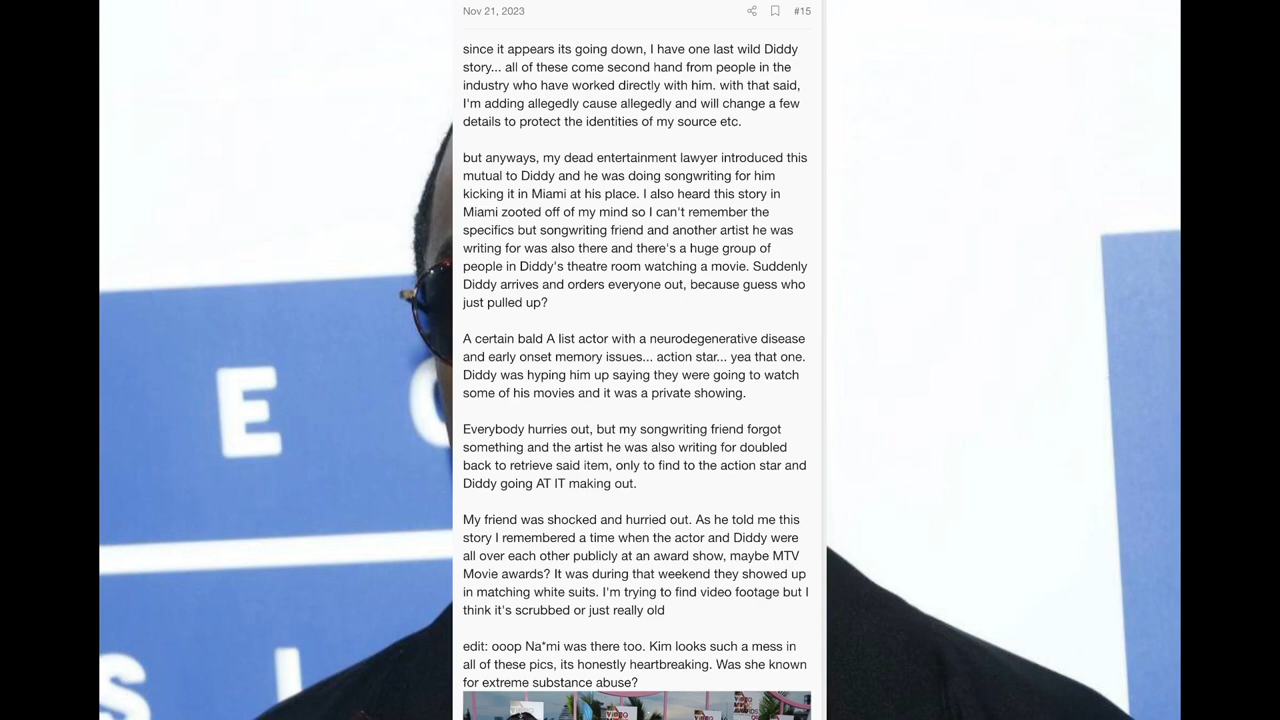 Nov 21, 2023
#15
since it appears its going down, I have one last wild Diddy
story... all of these come second hand from people in the
industry who have worked directly with him. with that said,
I'm adding allegedly cause allegedly and will change a few
details to protect the identities of my source etc.
but anyways, my dead entertainment lawyer introduced this
mutual to Diddy and he was doing songwriting for him
kicking it in Miami at his place. I also heard this story in
Miami zooted off of my mind so I can't remember the
specifics but songwriting friend and another artist he was
writing for was also there and there's a huge group of
people in Diddy's theatre room watching a movie. Suddenly
Diddy arrives and orders everyone out, because guess who
just pulled up?
A certain bald A list actor with a neurodegenerative disease
and early onset memory issues... action star... yea that one.
Diddy was hyping him up saying they were going to watch
some of his movies and it was a private showing.
Everybody hurries out, but my songwriting friend forgot
something and the artist he was also writing for doubled
back to retrieve said item, only to find to the action star and
Diddy going AT IT making out.
My friend was shocked and hurried out. As he told me this
story I remembered a time when the actor and Diddy were
all over each other publicly at an award show, maybe MTV
Movie awards? It was during that weekend they showed up
in matching white suits. I'm trying to find video footage but I
think it's scrubbed or just really old
edit: ooop Na*mi was there too. Kim looks such a mess in
all of these pics, its honestly heartbreaking. Was she known
for extreme substance abuse?
E
S I